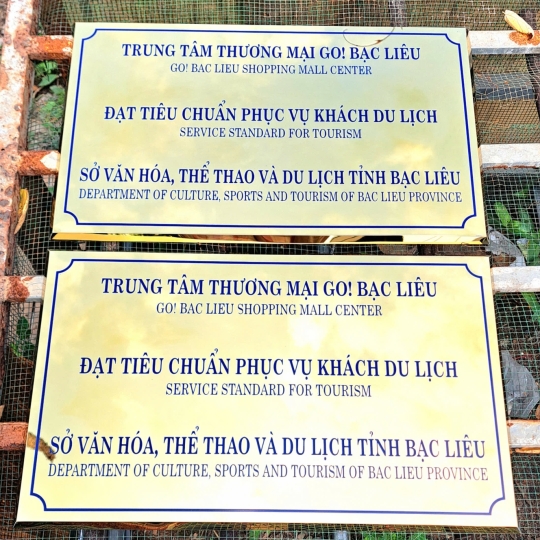 TRUNG TÂM THƯƠNG MẠI GO! BẠC LIÊU
GO! BAC LIEU SHOPPING MALL CENTER
ĐẠT TIÊU CHUẨN PHỤC VỤ KHÁCH DU LỊCH
SERVICE STANDARD FOR TOURISM
SỞ VĂN HÓA, THỂ THAO VÀ DU LỊCH TỈNH BẠC LIÊU
DEPARTMENT OF CULTURE, SPORTS AND TOURISM OF BAC LIEU PROVINCE
TRUNG TÂM THƯƠNG MẠI GO! BẠC LIÊU
GO! BAC LIEU SHOPPING MALL CENTER
ĐẠT TIÊU CHUẨN PHỤC VỤ KHÁCH DU LỊCH
SERVICE STANDARD FOR TOURISM
SỞ VĂN HÓA, THỂ THAO VÀ DU LỊCH TỈNH BẠC LIÊU
DEPARTMENT OF CULTURE, SPORTS AND TOURISM OF BAC LIEU PROVINCE